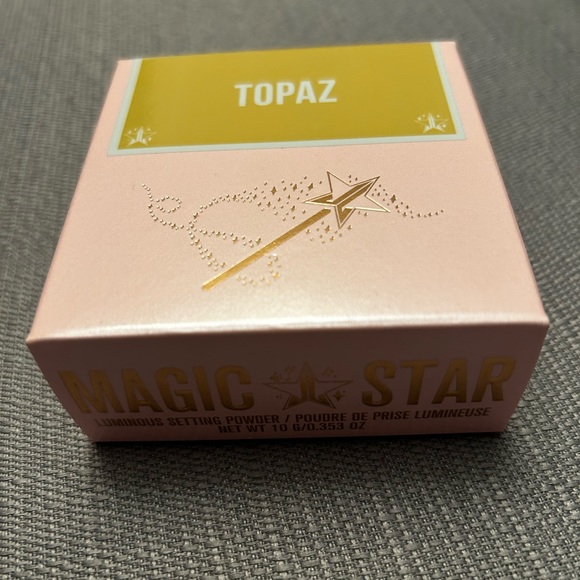 TOPAZ
MAGIC STAR
LUMINOUS SETTING POWDER / POUDRE DE PRISE LUMINEUSE
NET WT 10 G/0.353 OZ